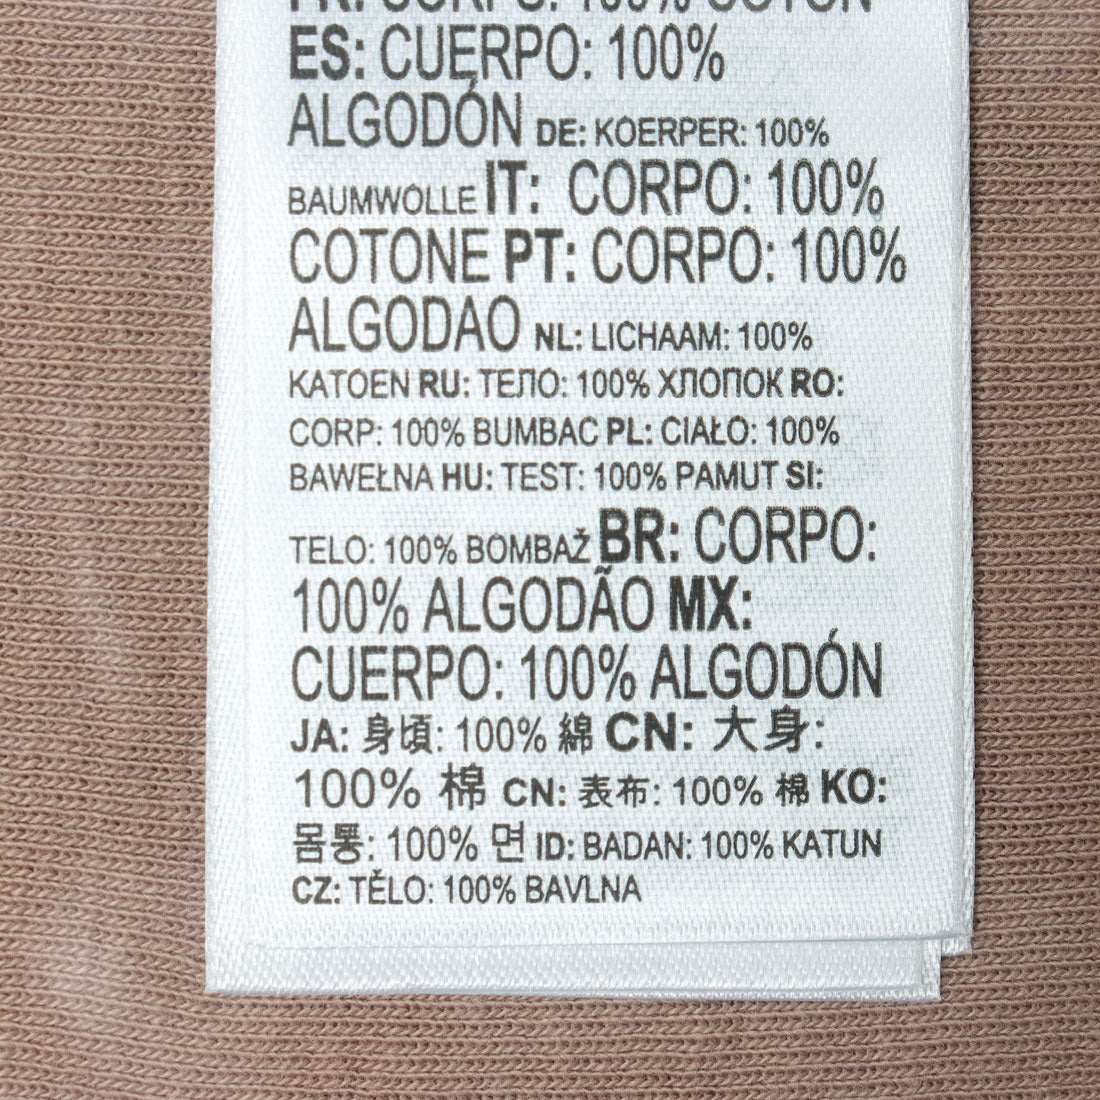 FR: CORPS: 100% COTON
ES: CUERPO: 100%
ALGODÓN DE: KOERPER: 100%
BAUMWOLLE IT: CORPO: 100%
COTONE PT: CORPO: 100%
ALGODAO NL: LICHAAM: 100%
KATOEN RU: ТЕЛО: 100% ХЛОПОК RO:
CORP: 100% BUMBAC PL: CIAŁO: 100%
BAWEŁNA HU: TEST: 100% PAMUT SI:
TELO: 100% BOMBAŽ BR: CORPO:
100% ALGODÃO MX:
CUERPO: 100% ALGODÓN
JA: 身頃: 100% 綿 CN: 大身:
100% 棉 CN: 表布: 100% 棉 KO:
몸통: 100% 면 ID: BADAN: 100% KATUN
CZ: TĚLO: 100% BAVLNA